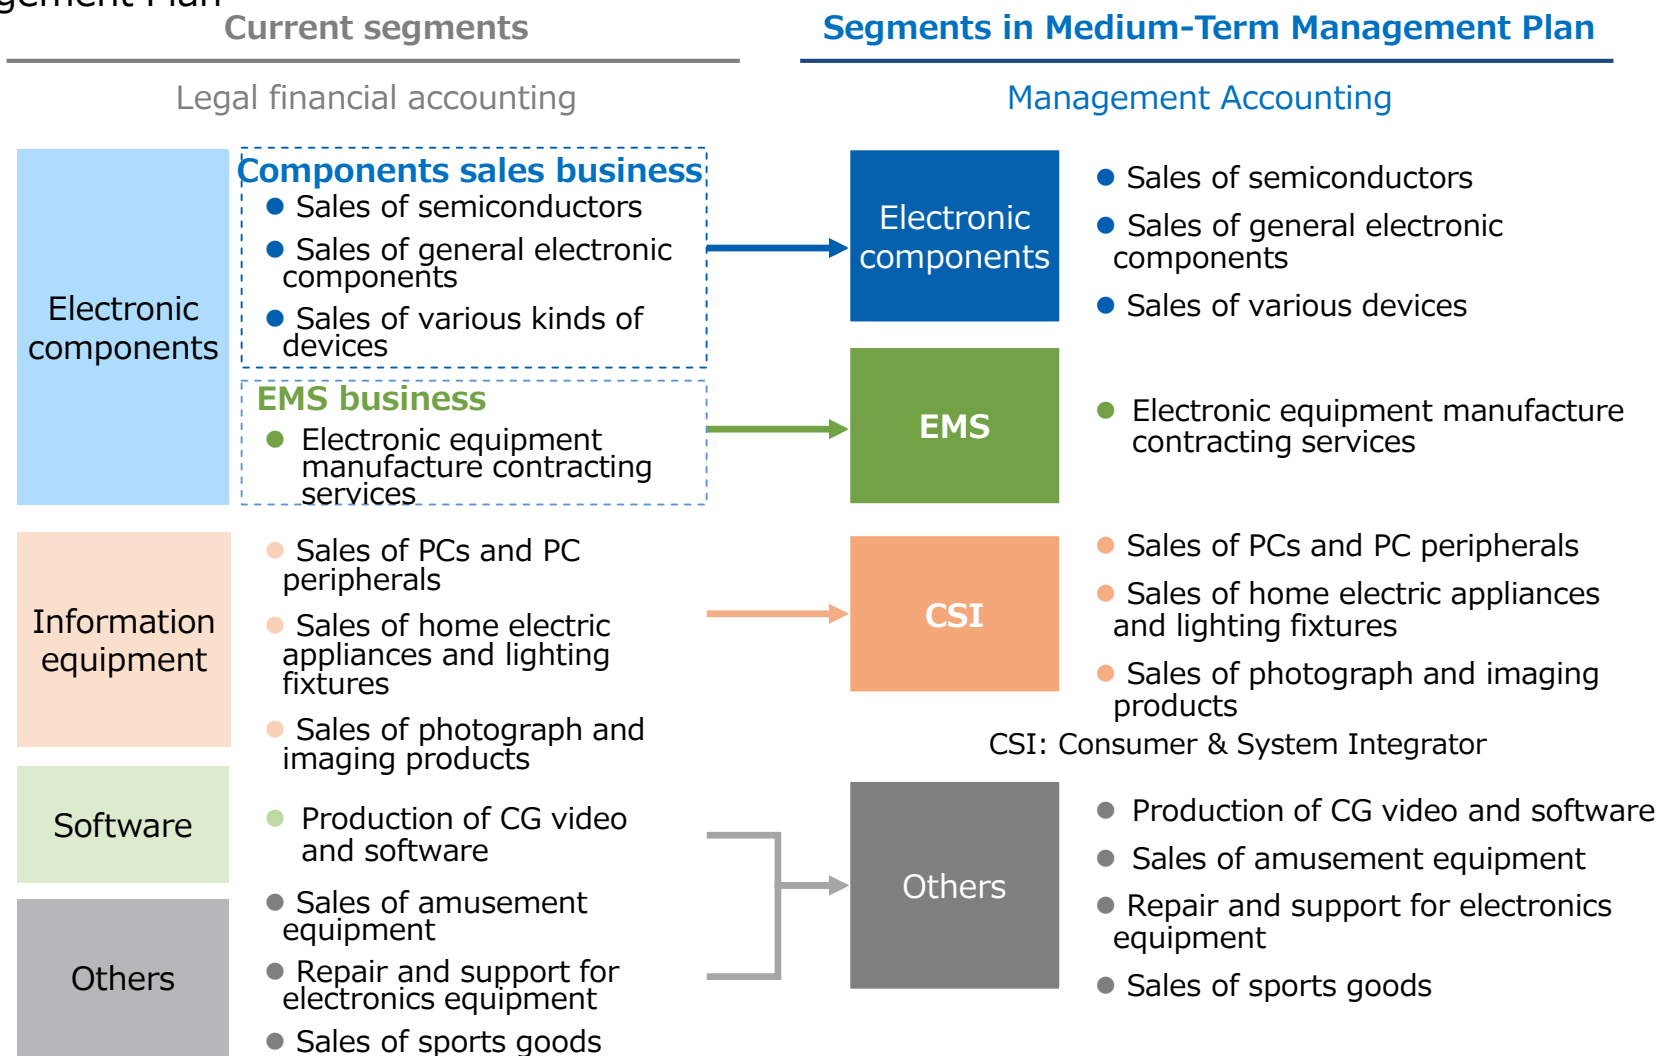 gement Plan
Current segments
Legal financial accounting
Electronic
components
Components sales business
● Sales of semiconductors
● Sales of general electronic
components
● Sales of various kinds of
devices
EMS business
● Electronic equipment
manufacture contracting
services
Information
equipment
● Sales of PCs and PC
peripherals
● Sales of home electric
appliances and lighting
fixtures
● Sales of photograph and
imaging products
Software
● Production of CG video
and software
Others
● Sales of amusement
equipment
● Repair and support for
electronics equipment
● Sales of sports goods
Segments in Medium-Term Management Plan
Management Accounting
Electronic
components
● Sales of semiconductors
● Sales of general electronic
components
● Sales of various devices
EMS
● Electronic equipment manufacture
contracting services
CSI
● Sales of PCs and PC peripherals
● Sales of home electric appliances
and lighting fixtures
● Sales of photograph and imaging
products
CSI: Consumer & System Integrator
Others
● Production of CG video and software
● Sales of amusement equipment
● Repair and support for electronics
equipment
● Sales of sports goods